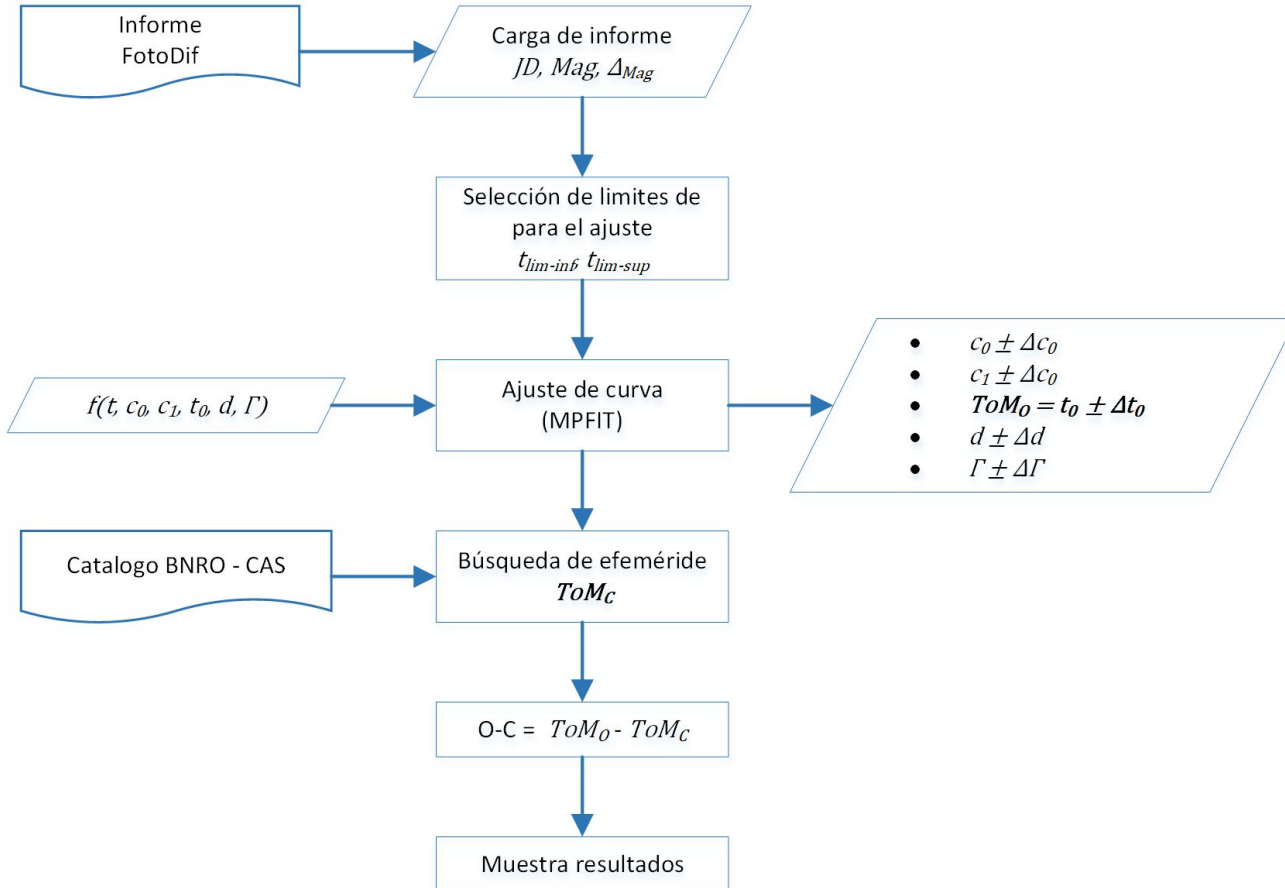 Informe
FotoDif
Carga de informe
JD, Mag, Δ_Mag
Selección de limites de
para el ajuste
t_lim-inf, t_lim-sup
f(t, c₀, c₁, t₀, d, Γ)
Ajuste de curva
(MPFIT)
• c₀ ± Δc₀
• c₁ ± Δc₀
• ToM_O = t₀ ± Δt₀
• d ± Δd
• Γ ± ΔΓ
Catalogo BNRO - CAS
Búsqueda de efeméride
ToM_C
O-C = ToM_O - ToM_C
Muestra resultados